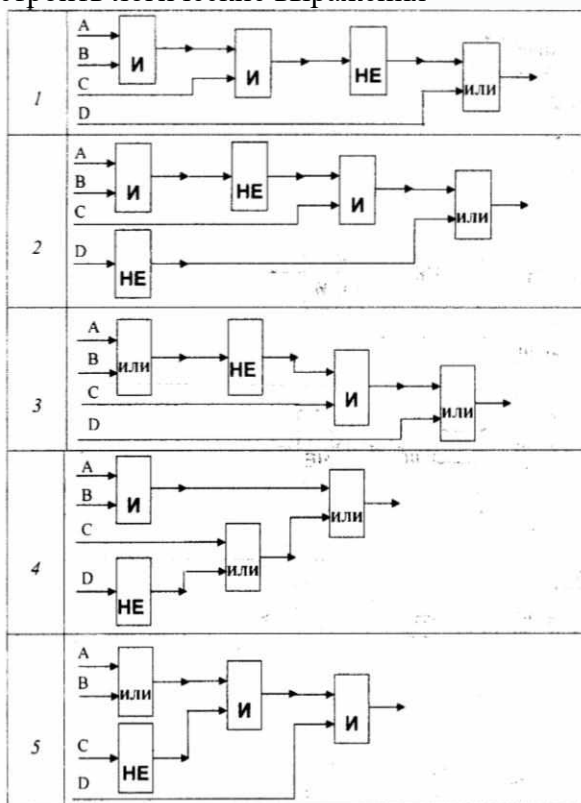 A
B И И НЕ ИЛИ
C
1 D
A
B И НЕ И ИЛИ
C
2 D НЕ
A
B ИЛИ НЕ И ИЛИ
C
3 D
A
B И ИЛИ
C ИЛИ
4 D НЕ
A
B ИЛИ И И
5 C НЕ
D